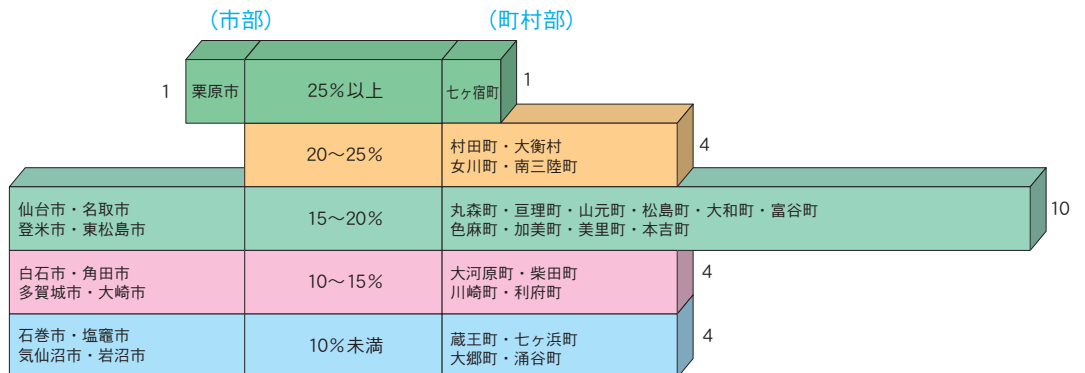 （市部）
（町村部）
1
栗原市
25%以上
七ヶ宿町
1
20〜25%
村田町・大衡村
女川町・南三陸町
4
仙台市・名取市
登米市・東松島市
15〜20%
丸森町・亘理町・山元町・松島町・大和町・富谷町
色麻町・加美町・美里町・本吉町
10
白石市・角田市
多賀城市・大崎市
10〜15%
大河原町・柴田町
川崎町・利府町
4
石巻市・塩竈市
気仙沼市・岩沼市
10%未満
蔵王町・七ヶ浜町
大郷町・涌谷町
4